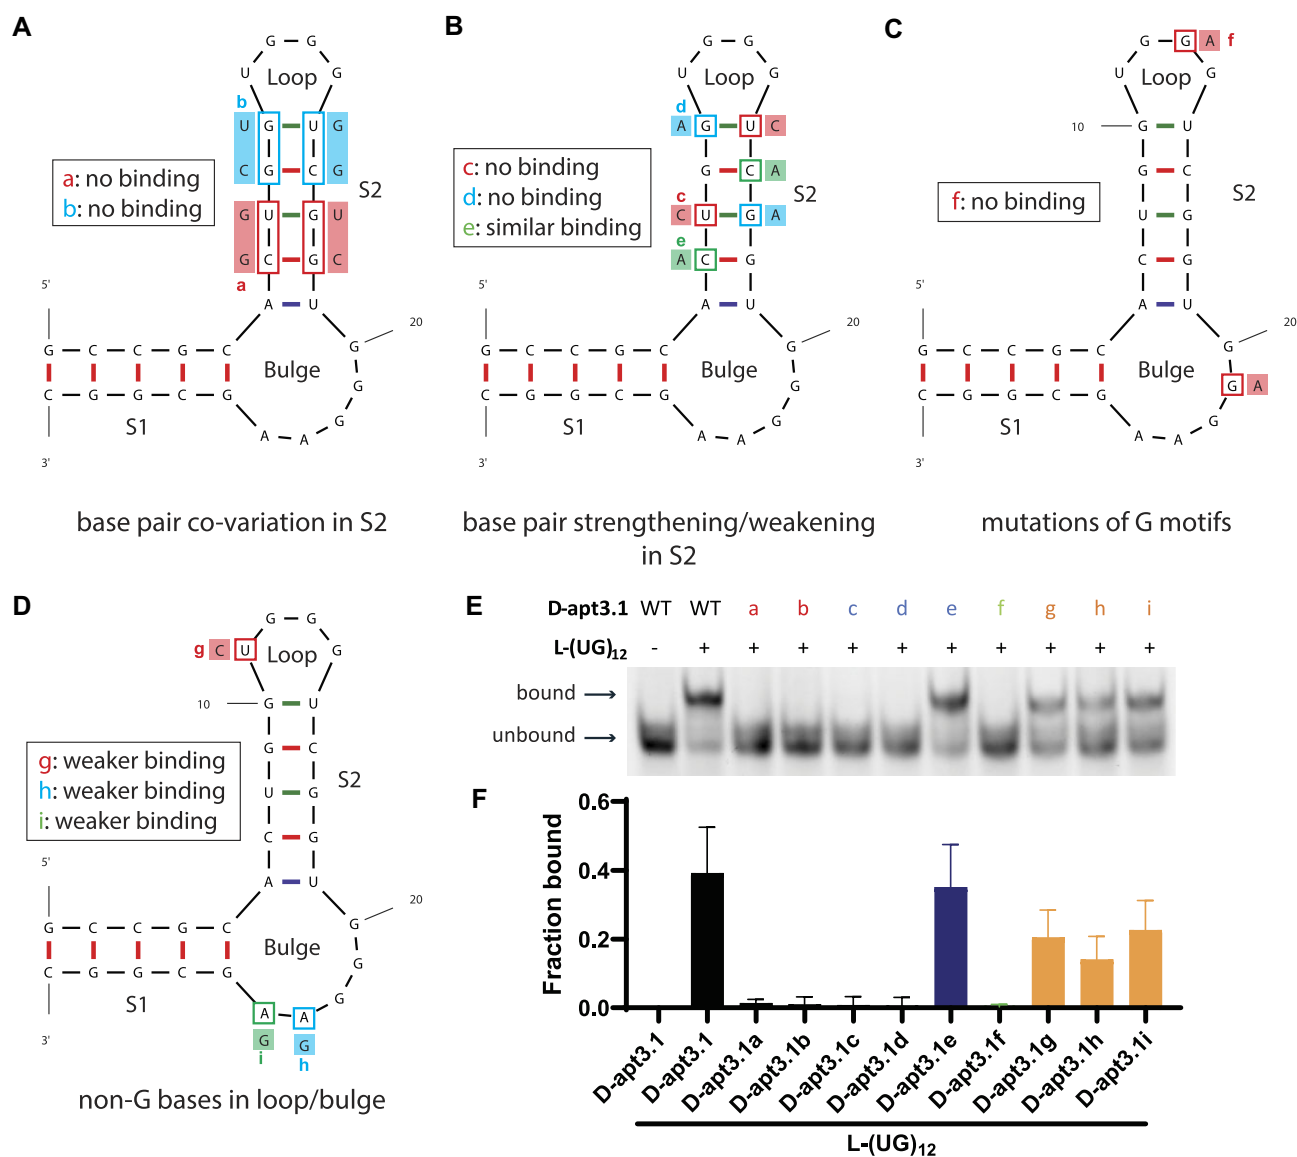 A
G G
U G
Loop
b
U G U G
C G C G
S2
G U G U
G C G C
a
A U
a: no binding
b: no binding
5'
20
G C C G C
G
G
Bulge
C G G C G
G
A A
S1
3'
base pair co-variation in S2
B
G G
U G
Loop
d
A G U C
G C A
S2
c
C U G A
e
A C G
A U
c: no binding
d: no binding
e: similar binding
5'
20
G C C G C
G
G
Bulge
C G G C G
G
A A
S1
3'
base pair strengthening/weakening
in S2
C
G G A f
U G
Loop
10 G U
G C
S2
U G
C G
A U
f: no binding
5'
20
G C C G C
G
Bulge
G A
C G G C G
G
A A
S1
3'
mutations of G motifs
D
G G
g C U G
Loop
10 G U
G C
S2
U G
C G
A U
g: weaker binding
h: weaker binding
i: weaker binding
5'
20
G C C G C
G
Bulge
G
C G G C G
G
A A
S1
G G
i h
3'
non-G bases in loop/bulge
E
D-apt3.1 WT WT a b c d e f g h i
L-(UG)12 - + + + + + + + + + +
bound
unbound
F
Fraction bound
0.6
0.4
0.2
0.0
D-apt3.1
D-apt3.1
D-apt3.1a
D-apt3.1b
D-apt3.1c
D-apt3.1d
D-apt3.1e
D-apt3.1f
D-apt3.1g
D-apt3.1h
D-apt3.1i
L-(UG)12